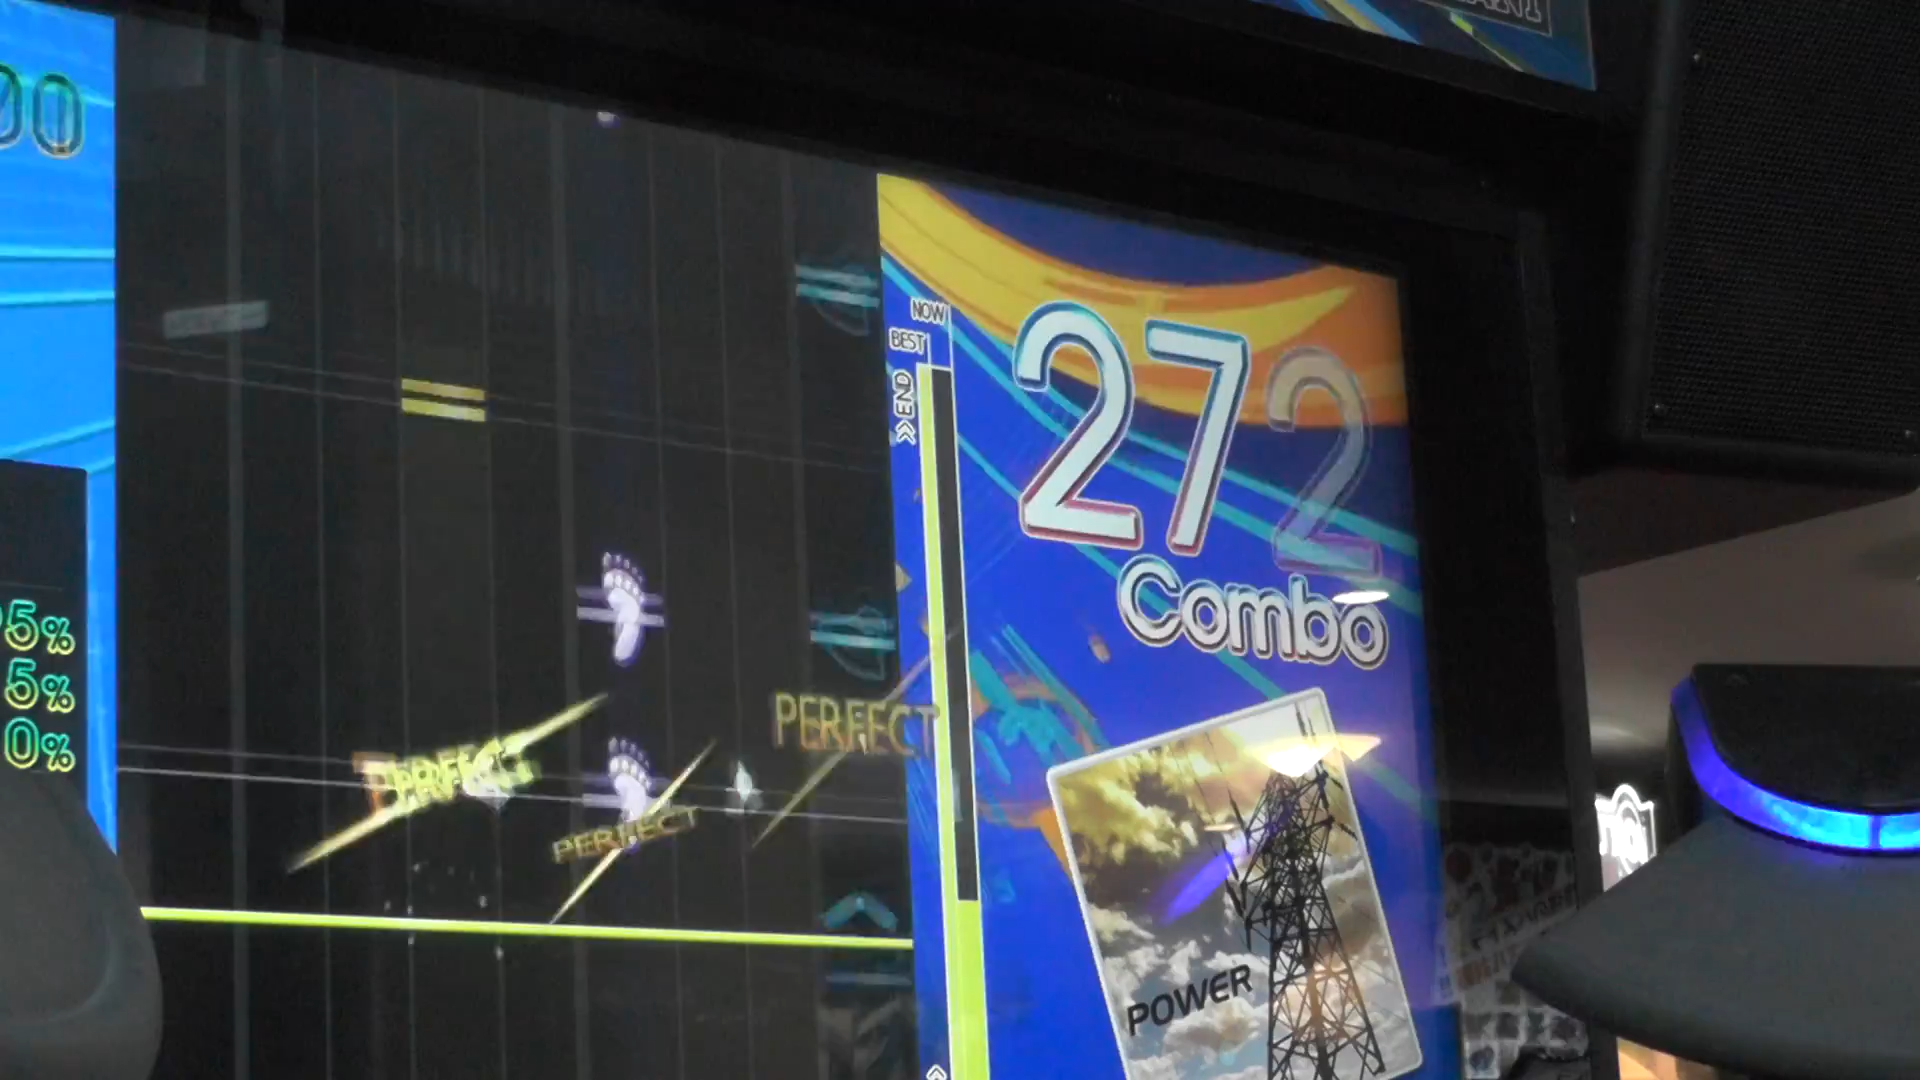 00
NOW
BEST
END
272
Combo
5%
5%
0%
PERFECT
PERFECT
PERFECT
POWER